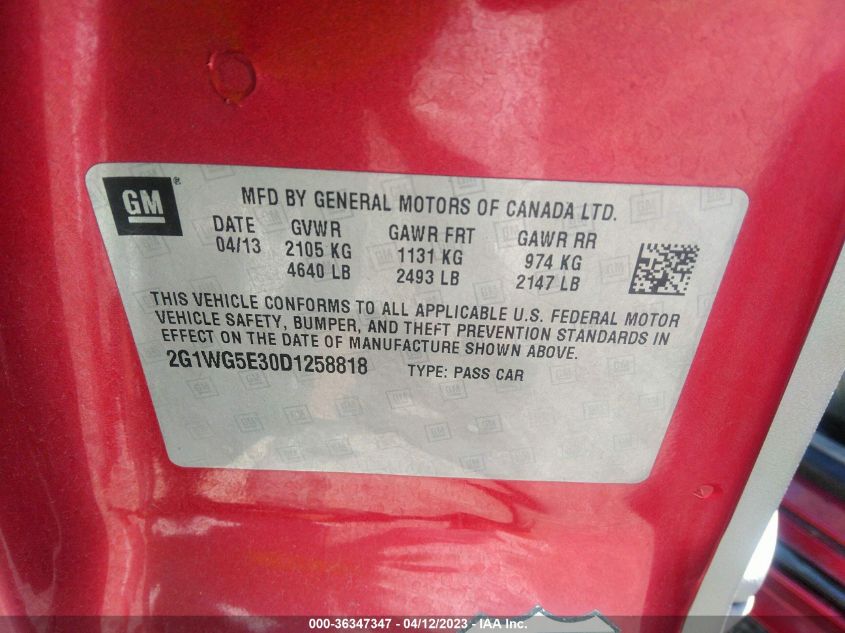 GM ®
MFD BY GENERAL MOTORS OF CANADA LTD.
DATE GVWR GAWR FRT GAWR RR
04/13 2105 KG 1131 KG 974 KG
4640 LB 2493 LB 2147 LB
THIS VEHICLE CONFORMS TO ALL APPLICABLE U.S. FEDERAL MOTOR
VEHICLE SAFETY, BUMPER, AND THEFT PREVENTION STANDARDS IN
EFFECT ON THE DATE OF MANUFACTURE SHOWN ABOVE.
2G1WG5E30D1258818 TYPE: PASS CAR
000-36347347 - 04/12/2023 - IAA Inc.